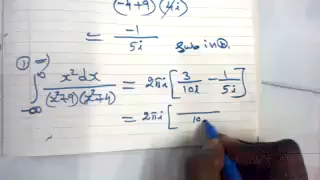 (-4+9) (4i)
= -1/5i
sub in ①.
① ⇒ ∫_{-∞}^{∞} x²dx/(x²+9)(x²+4) = 2πi[3/10i - 1/5i]
= 2πi[ /10